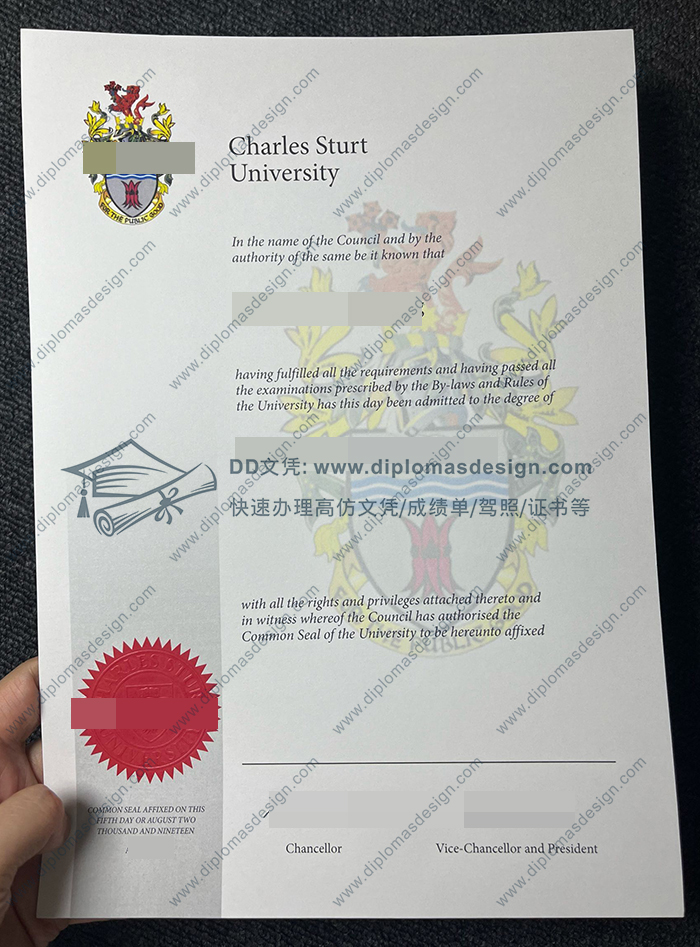 Charles Sturt
University
FOR THE PUBLIC GOOD
In the name of the Council and by the
authority of the same be it known that
having fulfilled all the requirements and having passed all
the examinations prescribed by the By-laws and Rules of
the University has this day been admitted to the degree of
DD文凭: www.diplomasdesign.com
快速办理高仿文凭/成绩单/驾照/证书等
with all the rights and privileges attached thereto and
in witness whereof the Council has authorised the
Common Seal of the University to be hereunto affixed
COMMON SEAL AFFIXED ON THIS
FIFTH DAY OR AUGUST TWO
THOUSAND AND NINETEEN
Chancellor
Vice-Chancellor and President
www.diplomasdesign.com